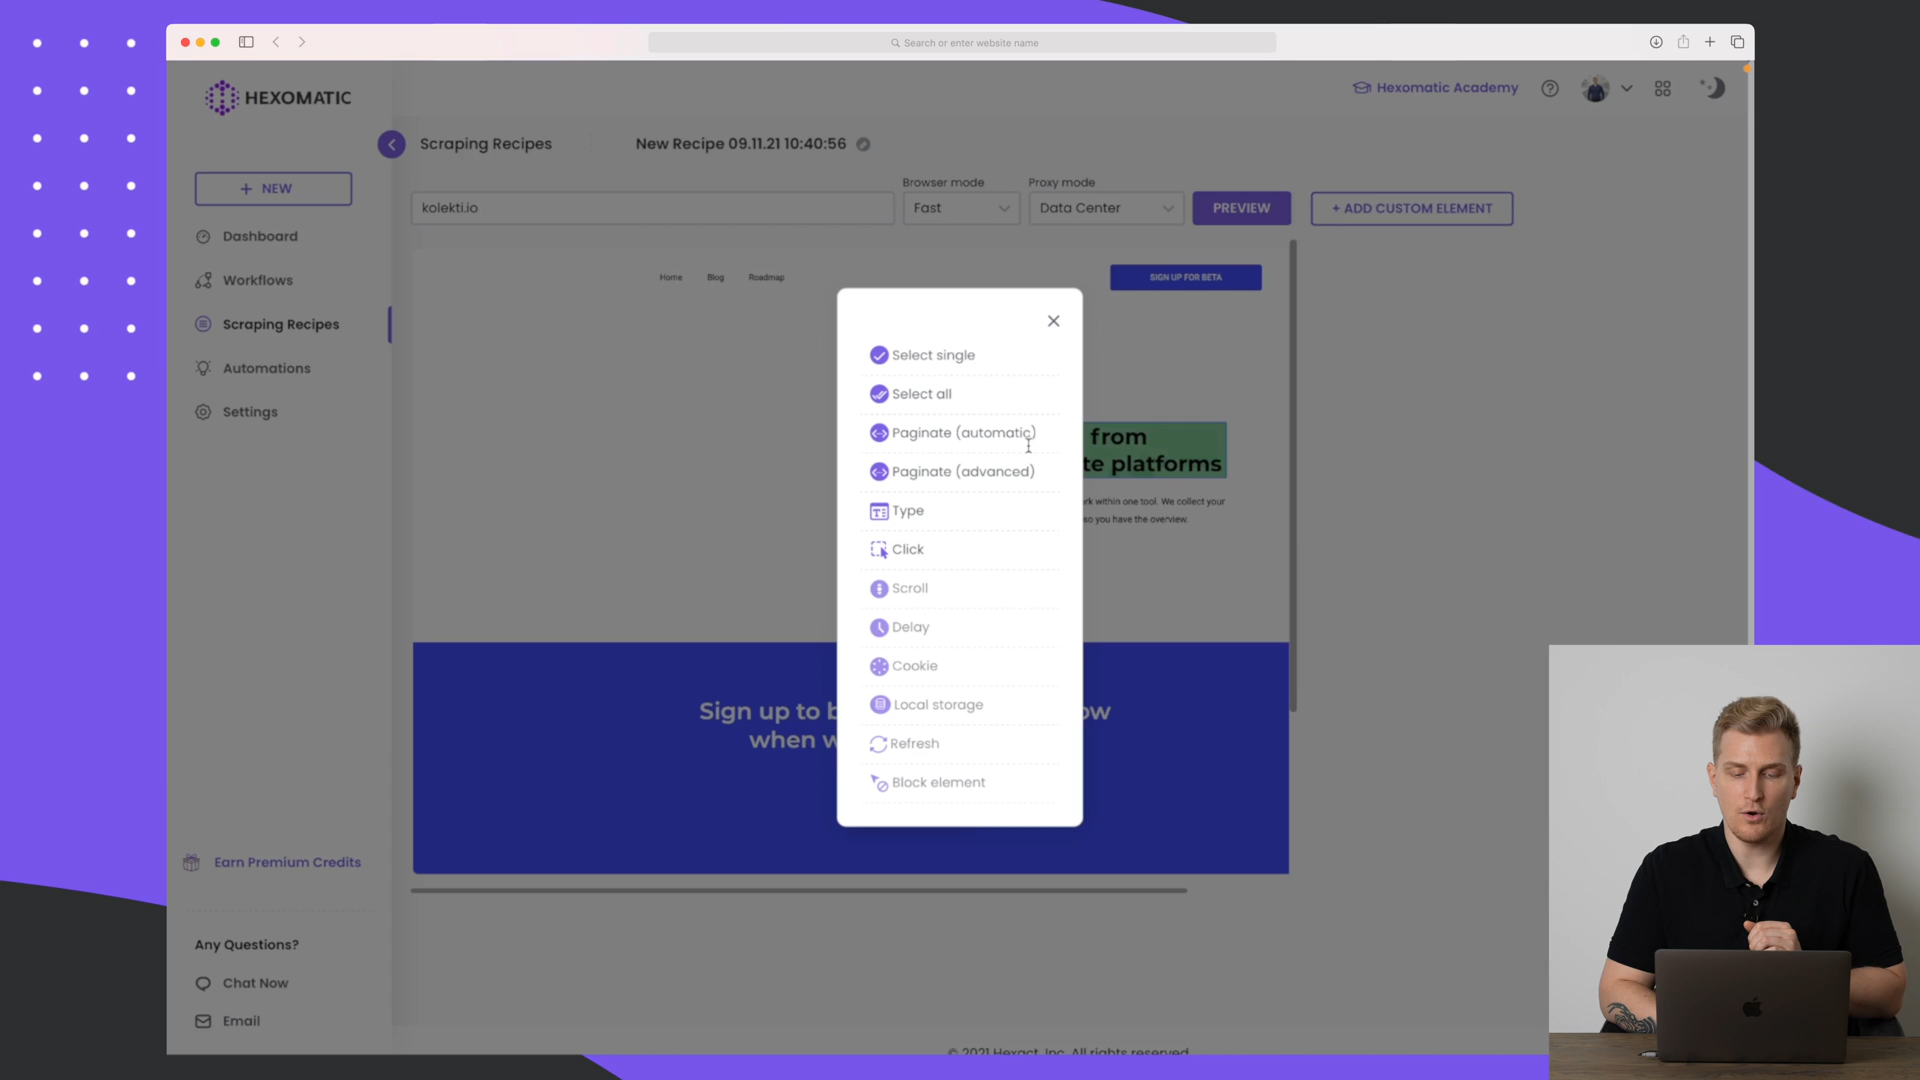 Search or enter website name
HEXOMATIC
Hexomatic Academy
Scraping Recipes
New Recipe 09.11.21 10:40:56
+ NEW
Browser mode
Proxy mode
kolekti.io
Fast
Data Center
PREVIEW
+ ADD CUSTOM ELEMENT
Dashboard
Workflows
Scraping Recipes
Automations
Settings
Home
Blog
Roadmap
SIGN UP FOR BETA
Select single
Select all
Paginate (automatic)
Paginate (advanced)
Type
Click
Scroll
Delay
Cookie
Local storage
Refresh
Block element
from
te platforms
rk within one tool. We collect your
so you have the overview.
Sign up to b ow
when w
Earn Premium Credits
Any Questions?
Chat Now
Email
© 2021 Hexact, Inc. All rights reserved